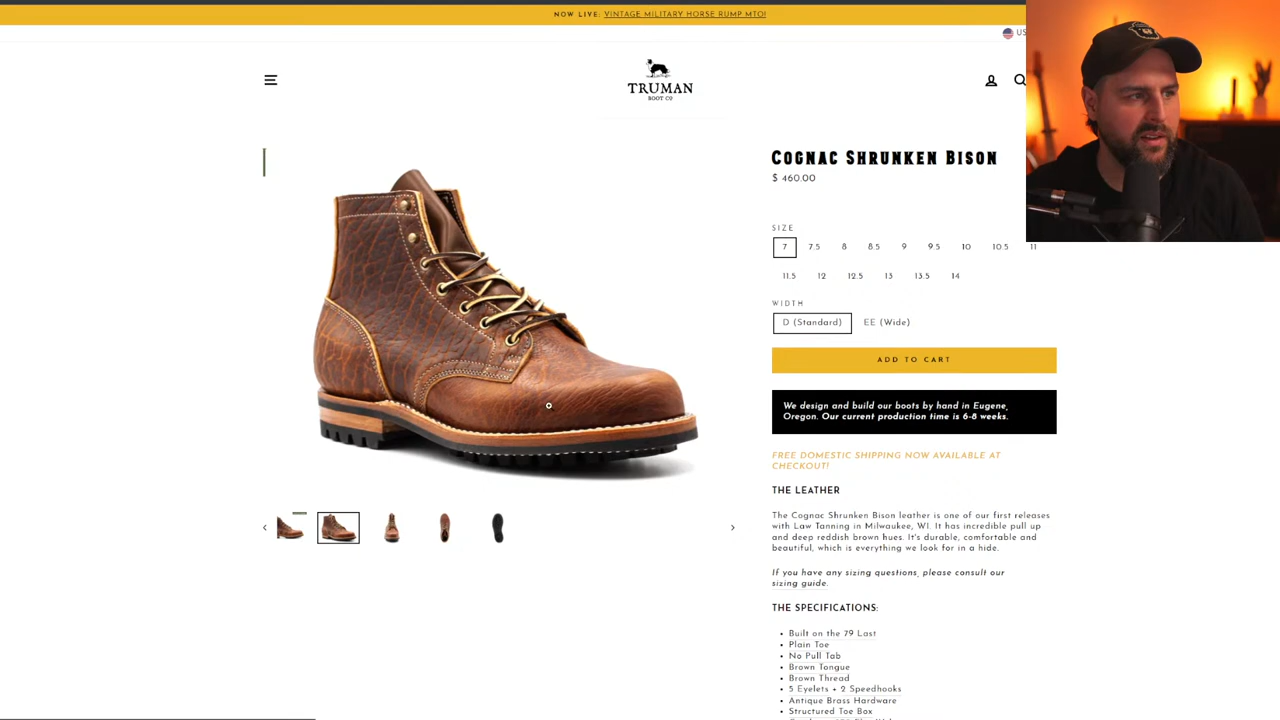 NOW LIVE: VINTAGE MILITARY HORSE RUMP MTO!
US
TRUMAN
BOOT CO
COGNAC SHRUNKEN BISON
$ 460.00
SIZE
7 7.5 8 8.5 9 9.5 10 10.5 11
11.5 12 12.5 13 13.5 14
WIDTH
D (Standard) EE (Wide)
ADD TO CART
We design and build our boots by hand in Eugene,
Oregon. Our current production time is 6-8 weeks.
FREE DOMESTIC SHIPPING NOW AVAILABLE AT
CHECKOUT!
THE LEATHER
The Cognac Shrunken Bison leather is one of our first releases
with Law Tanning in Milwaukee, WI. It has incredible pull up
and deep reddish brown hues. It's durable, comfortable and
beautiful, which is everything we look for in a hide.
If you have any sizing questions, please consult our
sizing guide.
THE SPECIFICATIONS:
• Built on the 79 Last
• Plain Toe
• No Pull Tab
• Brown Tongue
• Brown Thread
• 5 Eyelets + 2 Speedhooks
• Antique Brass Hardware
• Structured Toe Box